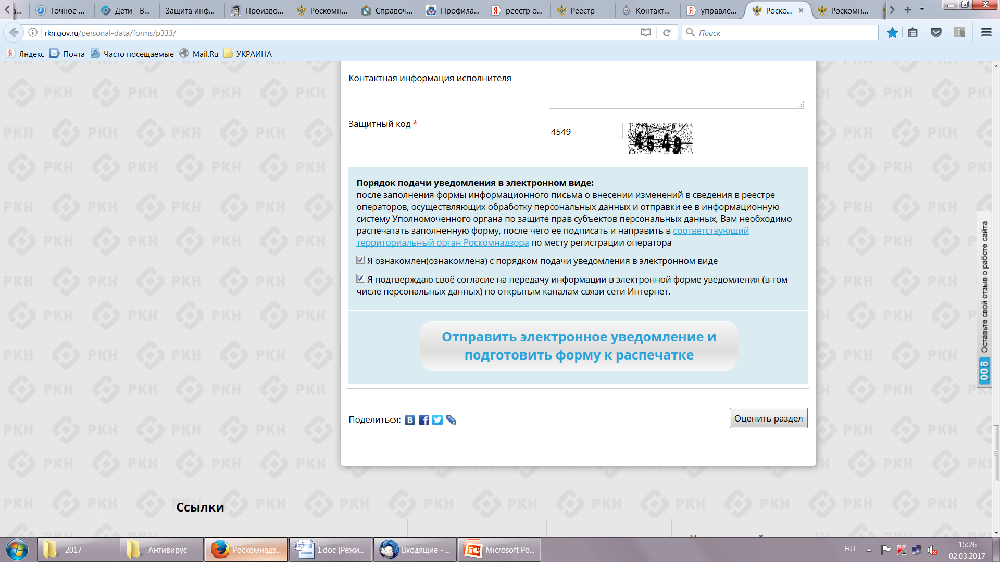 а...
Точное ...
Дети - В...
Защита инф...
Произво...
Роскомн...
Справоч...
Профила...
реестр о...
Реестр
Контакт...
управле...
Роско...
Роскомн...
rkn.gov.ru/personal-data/forms/p333/
Поиск
Яндекс
Почта
Часто посещаемые
Mail.Ru
УКРАИНА
Контактная информация исполнителя
Защитный код *
4549
4549
Порядок подачи уведомления в электронном виде:
после заполнения формы информационного письма о внесении изменений в сведения в реестре
операторов, осуществляющих обработку персональных данных и отправки ее в информационную
систему Уполномоченного органа по защите прав субъектов персональных данных, Вам необходимо
распечатать заполненную форму, после чего ее подписать и направить в соответствующий
территориальный орган Роскомнадзора по месту регистрации оператора
Я ознакомлен(ознакомлена) с порядком подачи уведомления в электронном виде
Я подтверждаю своё согласие на передачу информации в электронной форме уведомления (в том
числе персональных данных) по открытым каналам связи сети Интернет.
Отправить электронное уведомление и
подготовить форму к распечатке
Поделиться:
Оценить раздел
Оставьте свой отзыв о работе сайта
800
РКН
Ссылки
2017
Антивирус
Роскомнадз...
1.doc [Режи...
Входящие - ...
Microsoft Po...
RU
15:26
02.03.2017